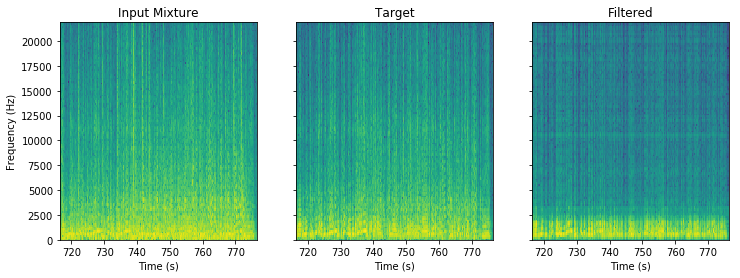 Input Mixture
Target
Filtered
Frequency (Hz)
20000
17500
15000
12500
10000
7500
5000
2500
0
720 730 740 750 760 770
720 730 740 750 760 770
720 730 740 750 760 770
Time (s)
Time (s)
Time (s)